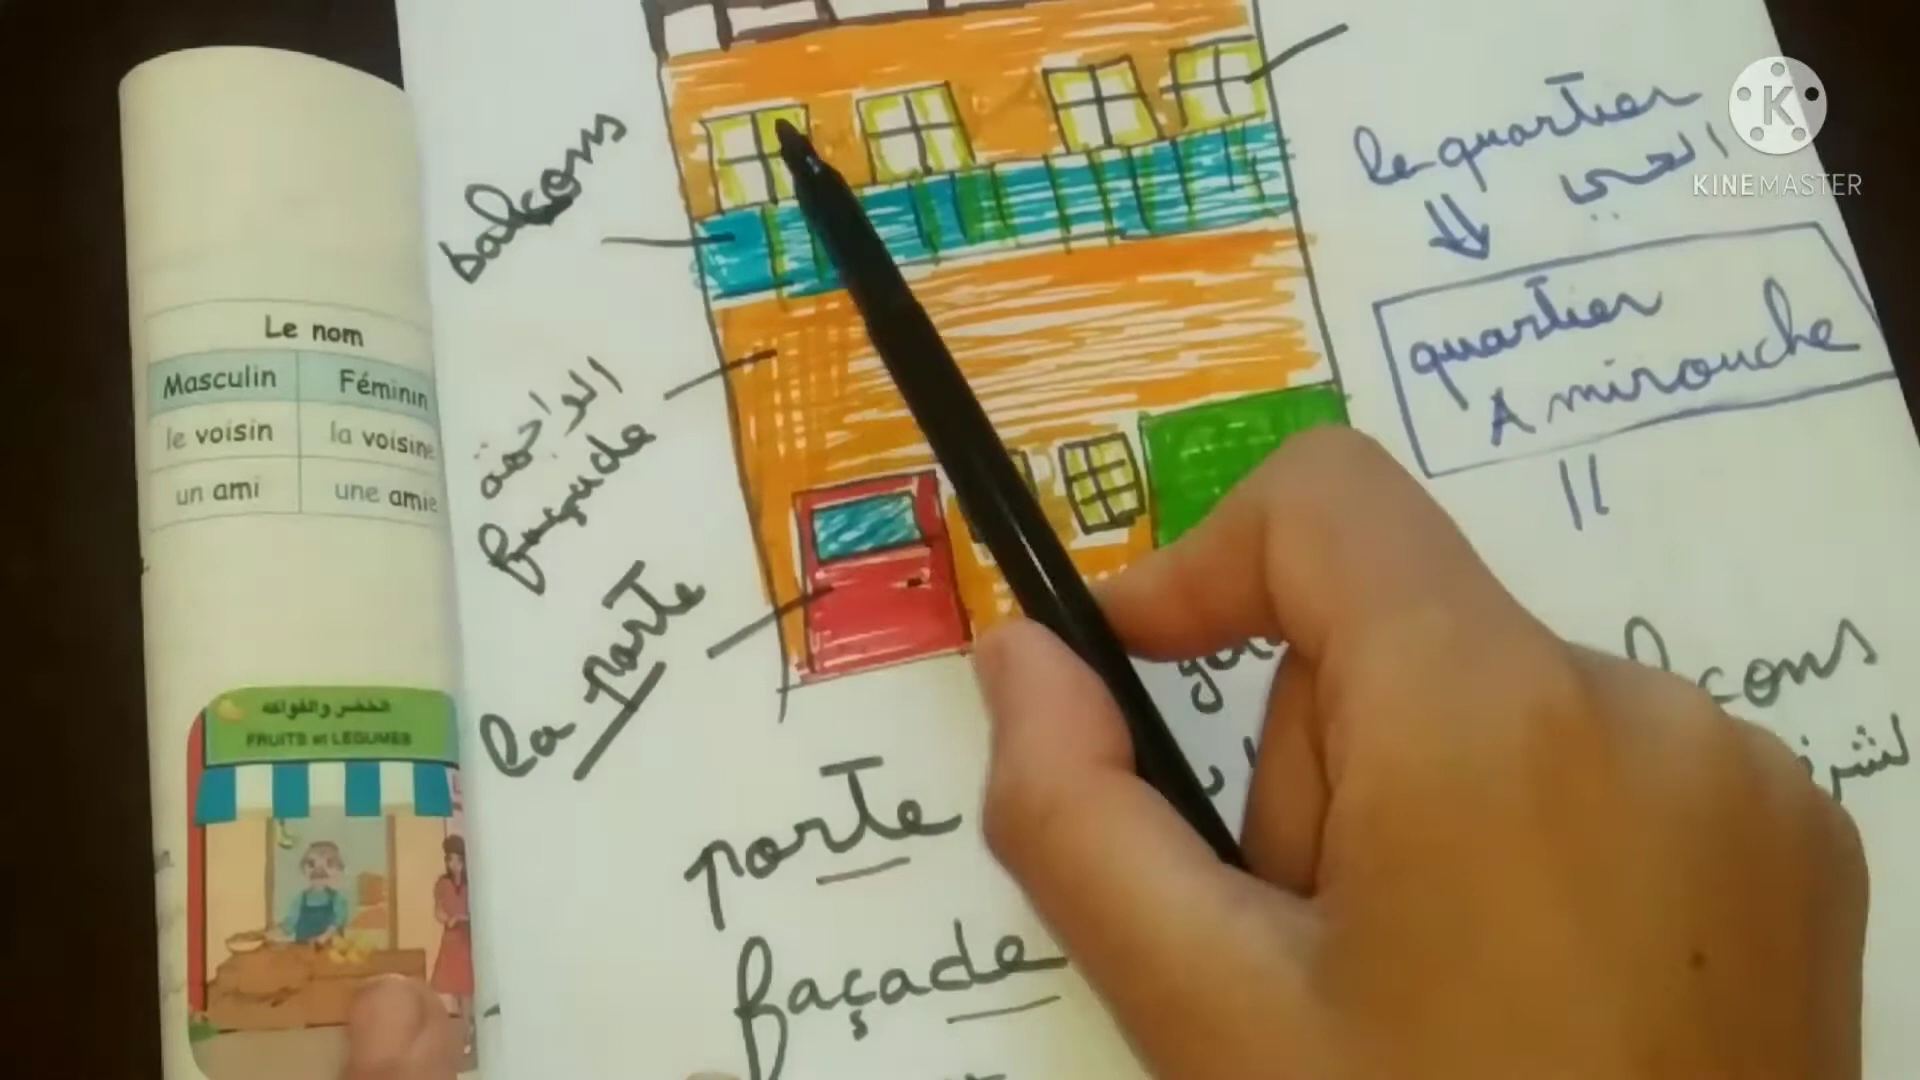 Le nom
Masculin Féminin
le voisin la voisine
un ami une amie
الخضر والفواكه
FRUITS et LEGUMES
balçons
الواجهة
façade
la porte
porte
façade
le quartier
الحي
quartier
Amirouche
KINEMASTER